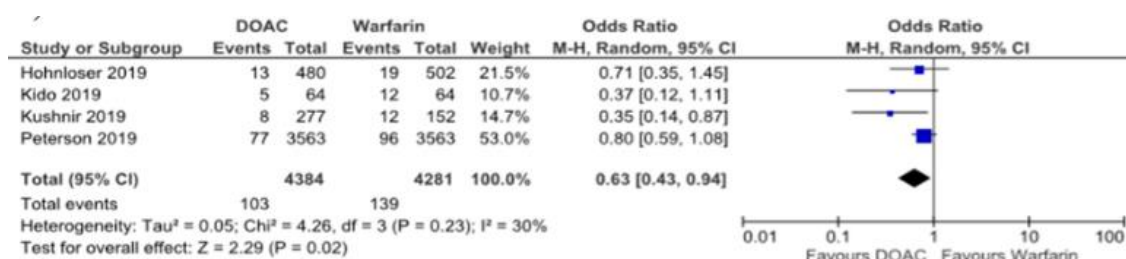 DOAC Warfarin Odds Ratio Odds Ratio
Study or Subgroup Events Total Events Total Weight M-H, Random, 95% CI M-H, Random, 95% CI
Hohnloser 2019 13 480 19 502 21.5% 0.71 [0.35, 1.45]
Kido 2019 5 64 12 64 10.7% 0.37 [0.12, 1.11]
Kushnir 2019 8 277 12 152 14.7% 0.35 [0.14, 0.87]
Peterson 2019 77 3563 96 3563 53.0% 0.80 [0.59, 1.08]
Total (95% CI) 4384 4281 100.0% 0.63 [0.43, 0.94]
Total events 103 139
Heterogeneity: Tau² = 0.05; Chi² = 4.26, df = 3 (P = 0.23); I² = 30%
Test for overall effect: Z = 2.29 (P = 0.02)
0.01 0.1 1 10 100
Favours DOAC Favours Warfarin